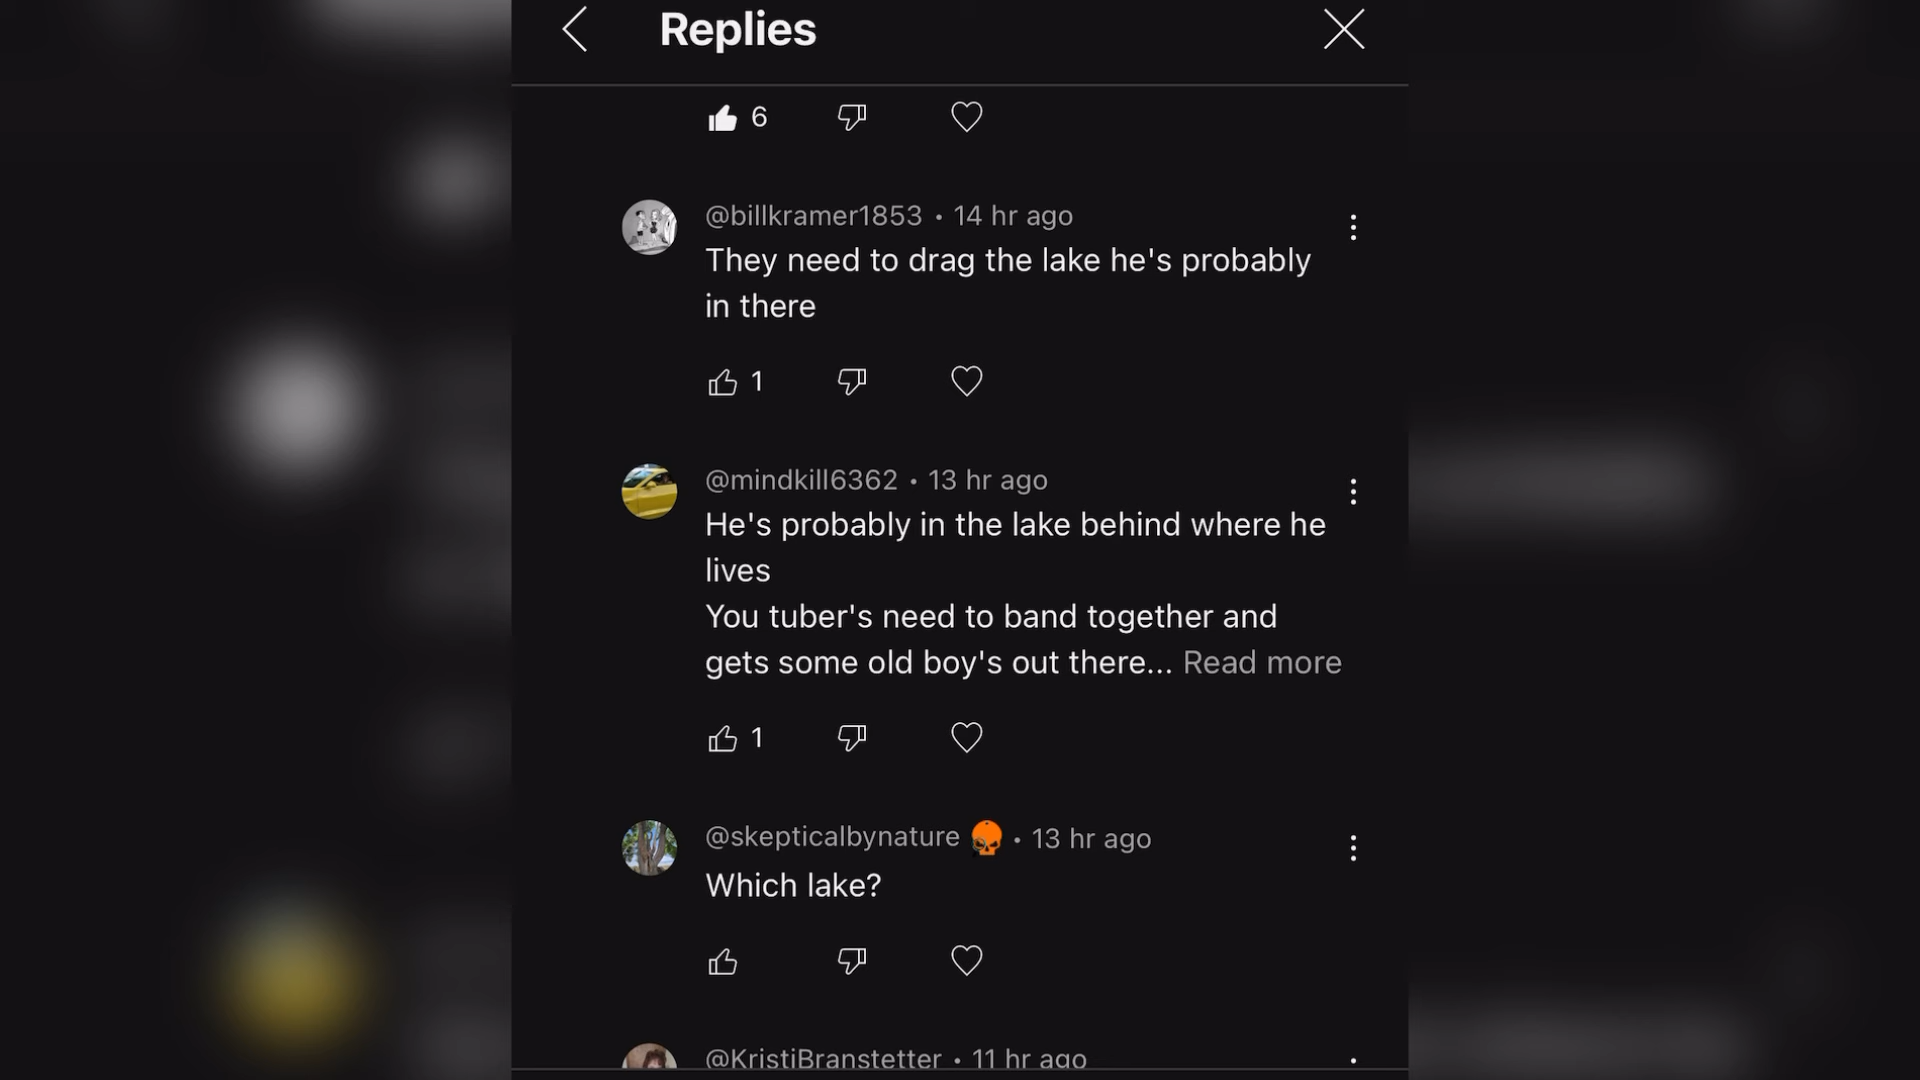 Replies
6
@billkramer1853 • 14 hr ago
They need to drag the lake he's probably
in there
1
@mindkill6362 • 13 hr ago
He's probably in the lake behind where he
lives
You tuber's need to band together and
gets some old boy's out there... Read more
1
@skepticalbynature • 13 hr ago
Which lake?
@KristiBranstetter • 11 hr ago